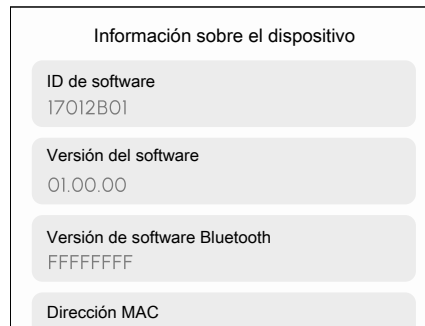 Información sobre el dispositivo
ID de software
17012B01
Versión del software
01.00.00
Versión de software Bluetooth
FFFFFFFF
Dirección MAC